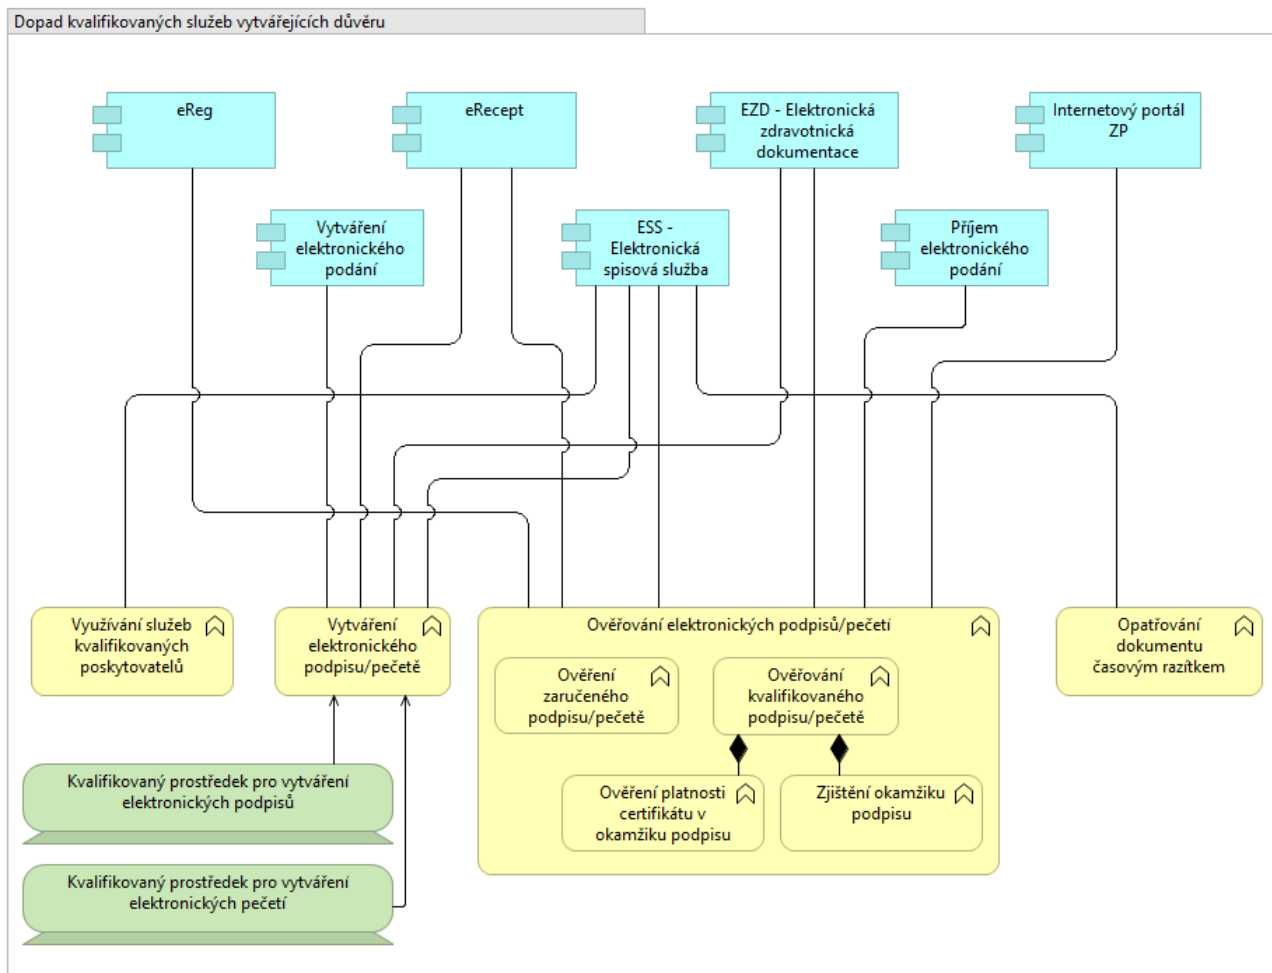 Dopad kvalifikovaných služeb vytvářejících důvěru
eReg
eRecept
EZD - Elektronická
zdravotnická
dokumentace
Internetový portál
ZP
Vytváření
elektronického
podání
ESS -
Elektronická
spisová služba
Příjem
elektronického
podání
Využívání služeb
kvalifikovaných
poskytovatelů
Vytváření
elektronického
podpisu/pečetě
Ověřování elektronických podpisů/pečetí
Opatřování
dokumentu
časovým razítkem
Ověření
zaručeného
podpisu/pečetě
Ověřování
kvalifikovaného
podpisu/pečetě
Ověření platnosti
certifikátu v
okamžiku podpisu
Zjištění okamžiku
podpisu
Kvalifikovaný prostředek pro vytváření
elektronických podpisů
Kvalifikovaný prostředek pro vytváření
elektronických pečetí